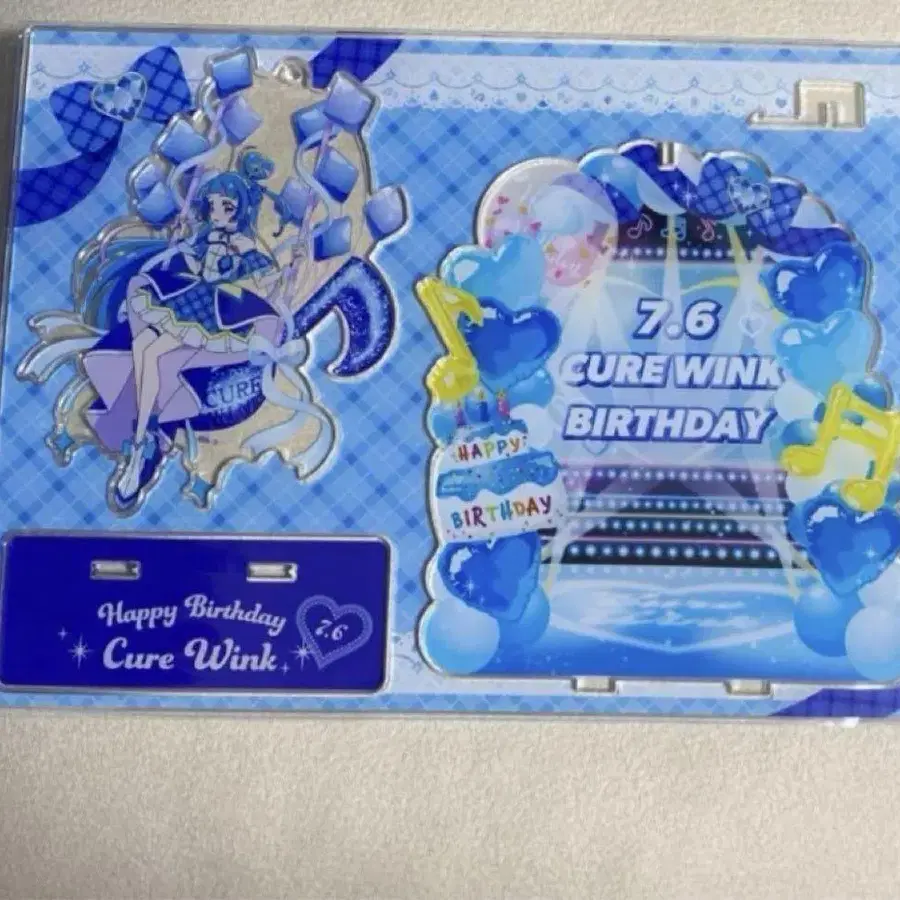 CURE
7.6
CURE WINK
BIRTHDAY
HAPPY
BIRTHDAY
Happy Birthday
7.6
Cure Wink